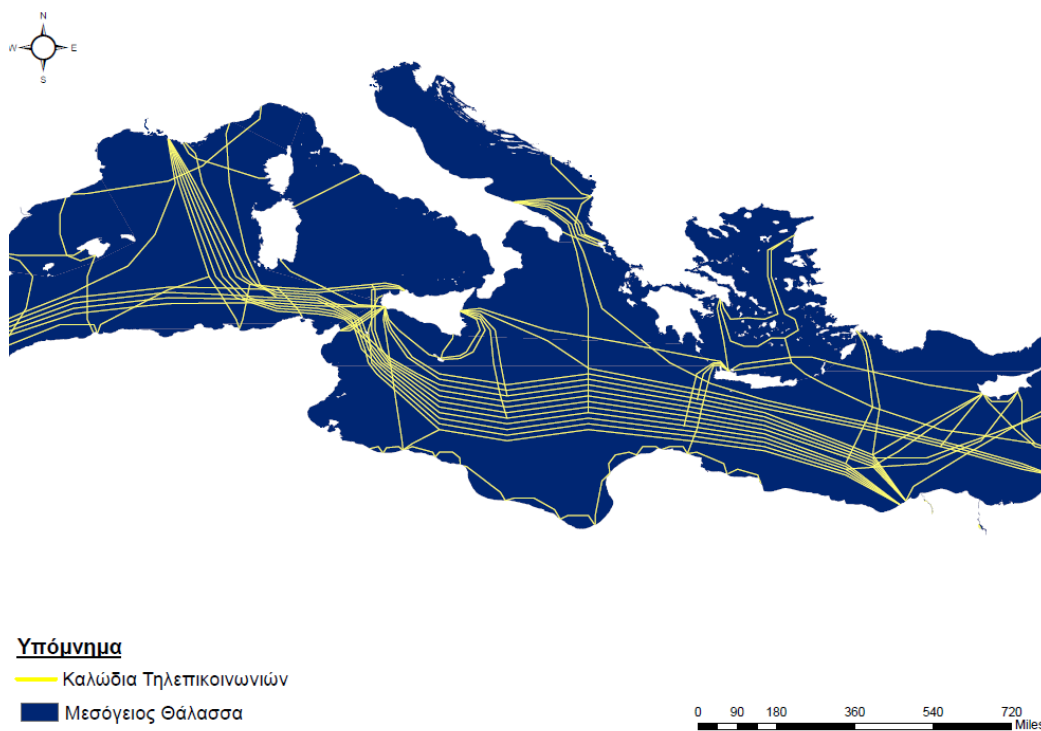 N
W E
S
Υπόμνημα
Καλώδια Τηλεπικοινωνιών
Μεσόγειος Θάλασσα
0 90 180 360 540 720
Miles